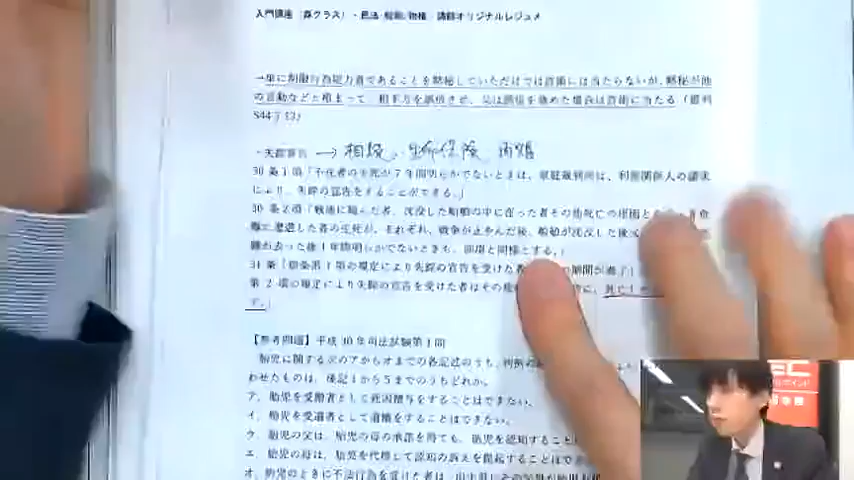 入門講座（森クラス）・民法 総則/物権 講師オリジナルレジュメ
→単に制限行為能力者であることを黙秘していただけでは詐術には当たらないが、黙秘が他
の言動などと相まって、相手方を誤信させ、又は誤信を強めた場合は詐術に当たる（最判
S44 2 13）
・失踪宣告 → 相続、生命保険 再婚
30 条1 項「不在者の生死が 7 年間明らかでないときは、家庭裁判所は、利害関係人の請求
により、失踪の宣告をすることができる。」
30 条2 項「戦地に臨んだ者、沈没した船舶の中に在った者その他死亡の原因と
難に遭遇した者の生死が、それぞれ、戦争が止やんだ後、船舶が沈没した後
難が去った後 1 年間明らかでないときも、前項と同様とする。」
31 条「前条第 1 項の規定により失踪の宣告を受けた者 期間が満了
第 2 項の規定により失踪の宣告を受けた者はその に、死亡し
す。」
【参考問題】平成 10 年司法試験第 1 問
胎児に関する次のアからオまでの各記述のうち、判例
わせたものは、後記 1 から 5 までのうちどれか。
ア、胎児を受贈者として死因贈与をすることはできない。
イ、胎児を受遺者として遺贈をすることはできない。
ウ、胎児の父は、胎児の母の承諾を得ても、胎児を認知すること
エ、胎児の母は、胎児を代理して認知の訴えを提起することはで
オ、胎児のときに不法行為を受けた者は、
EC